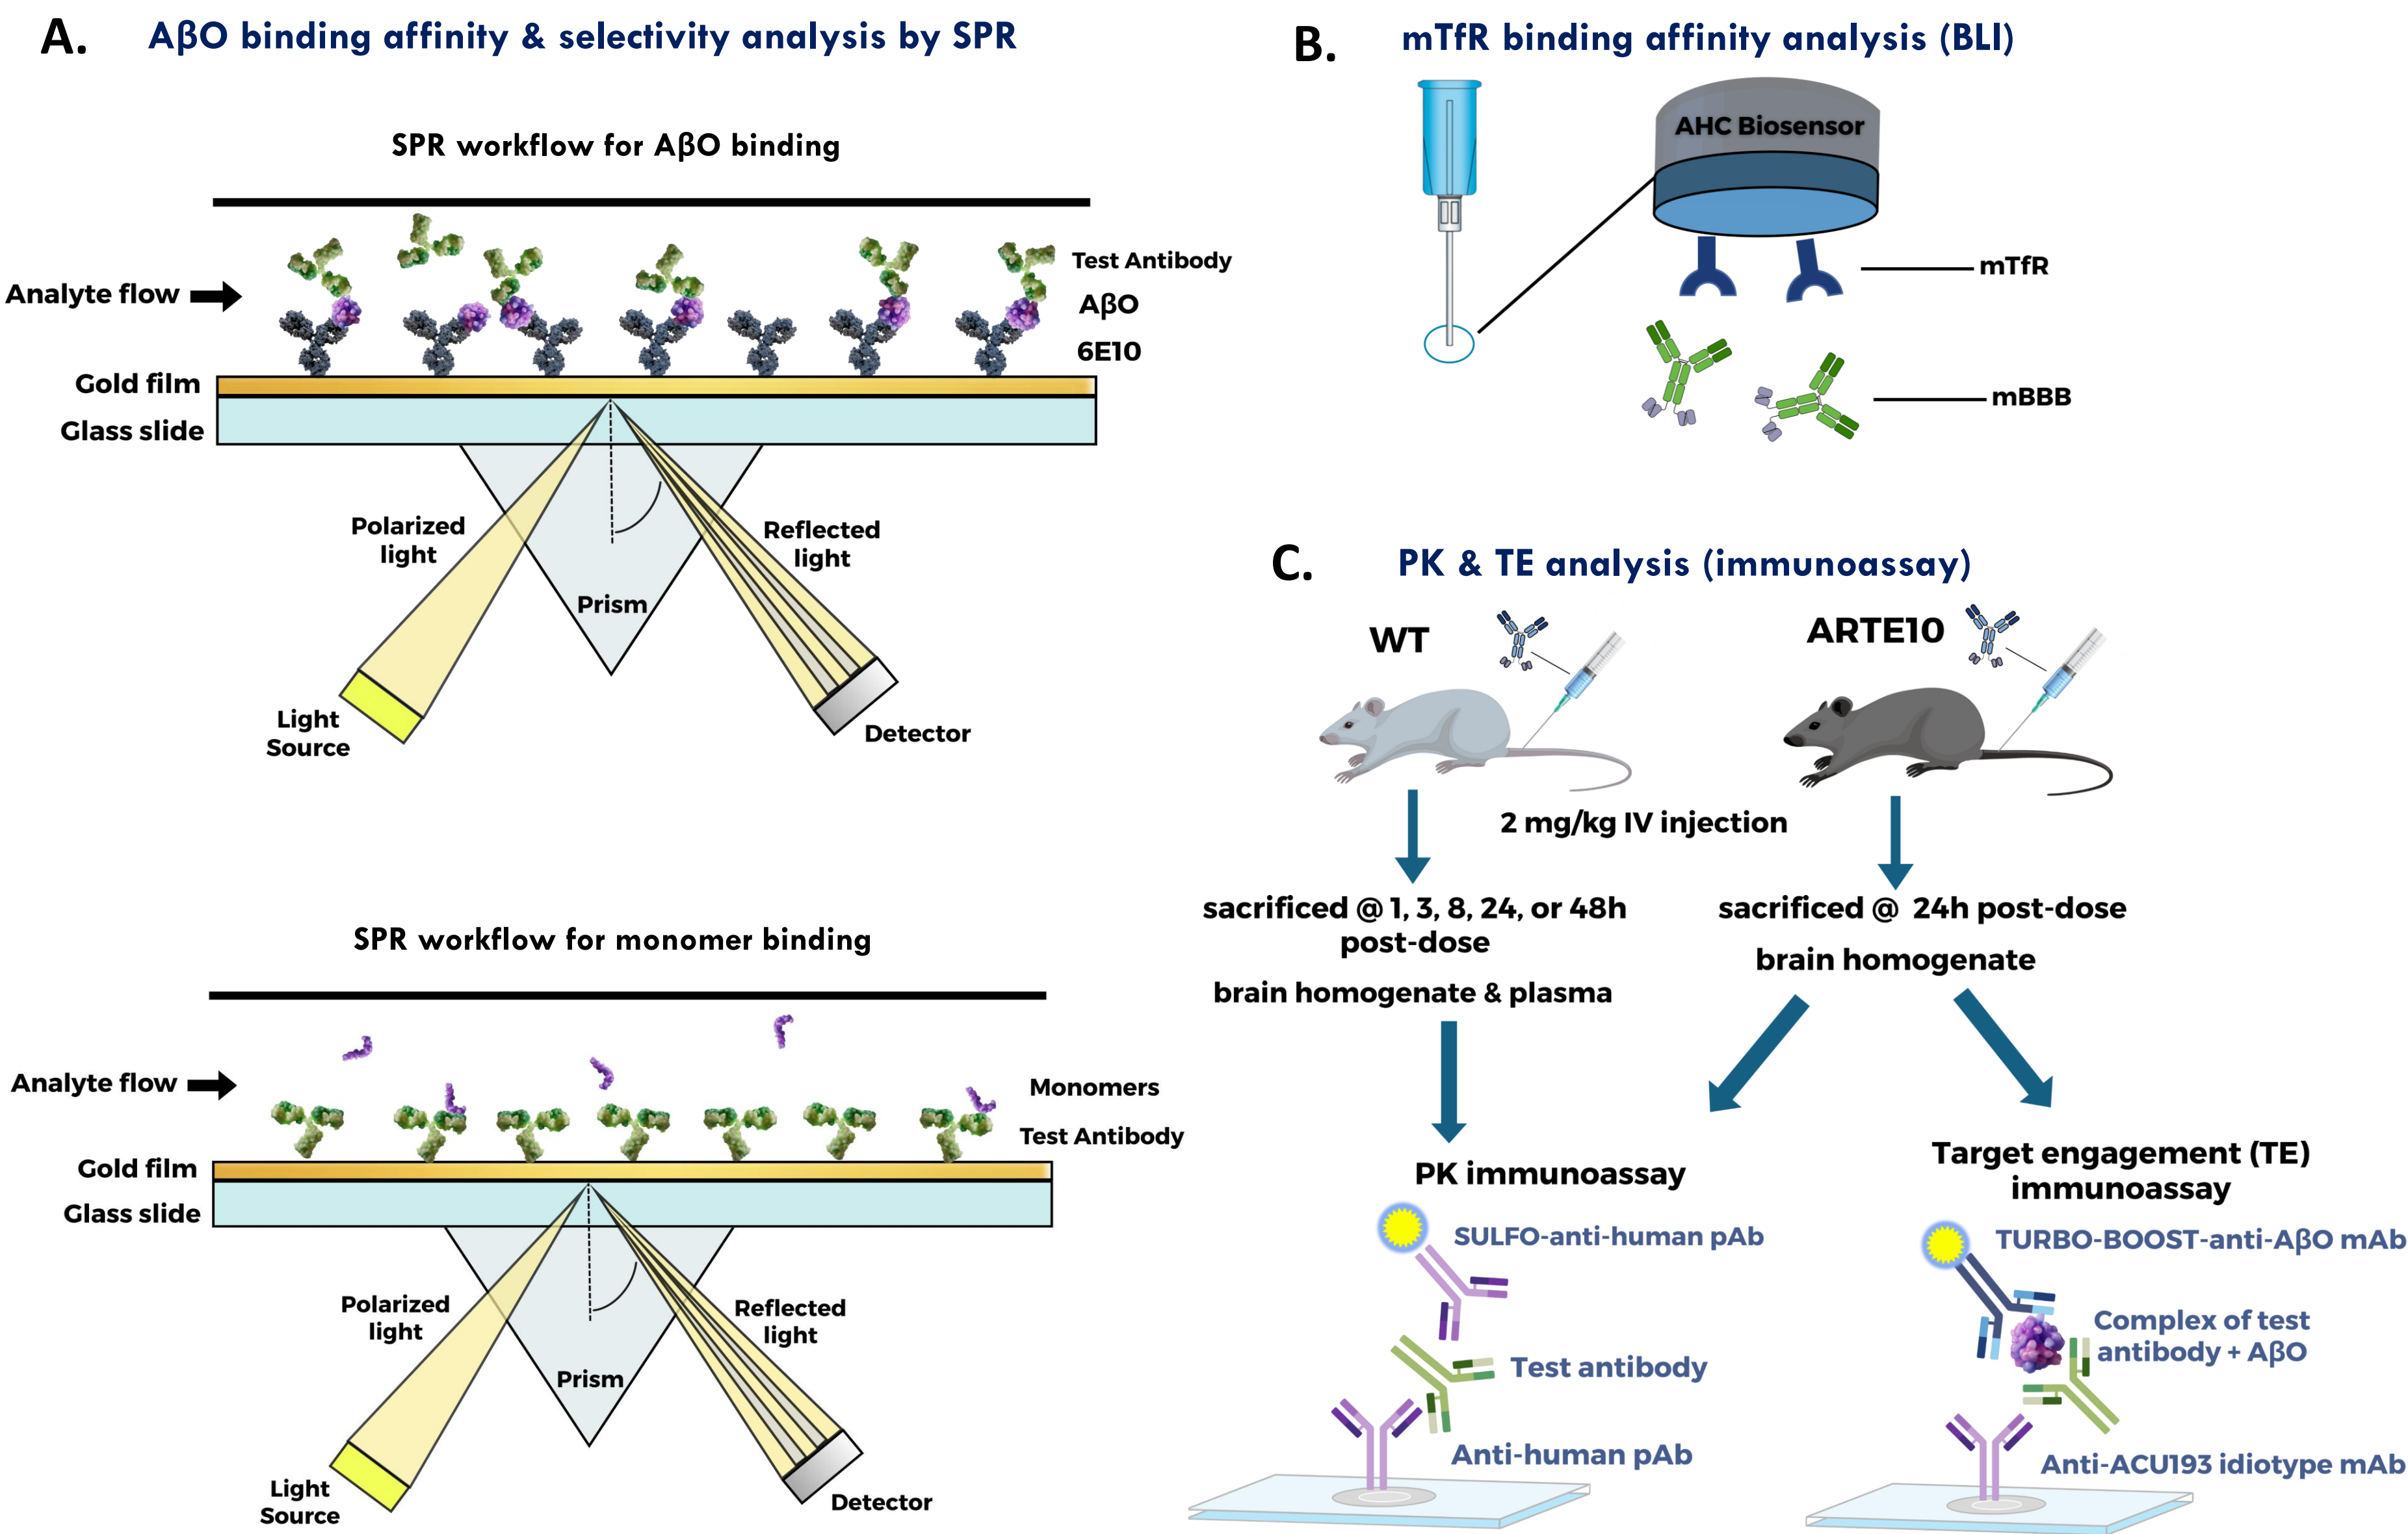 A. AβO binding affinity & selectivity analysis by SPR
SPR workflow for AβO binding
Test Antibody
Analyte flow
AβO
6E10
Gold film
Glass slide
Polarized
light
Reflected
light
Prism
Light
Source
Detector
SPR workflow for monomer binding
Analyte flow
Monomers
Test Antibody
Gold film
Glass slide
Polarized
light
Reflected
light
Prism
Light
Source
Detector
B. mTfR binding affinity analysis (BLI)
AHC Biosensor
mTfR
mBBB
C. PK & TE analysis (immunoassay)
WT
ARTE10
2 mg/kg IV injection
sacrificed @ 1, 3, 8, 24, or 48h
post-dose
brain homogenate & plasma
sacrificed @ 24h post-dose
brain homogenate
PK immunoassay
SULFO-anti-human pAb
Test antibody
Anti-human pAb
Target engagement (TE)
immunoassay
TURBO-BOOST-anti-AβO mAb
Complex of test
antibody + AβO
Anti-ACU193 idiotype mAb